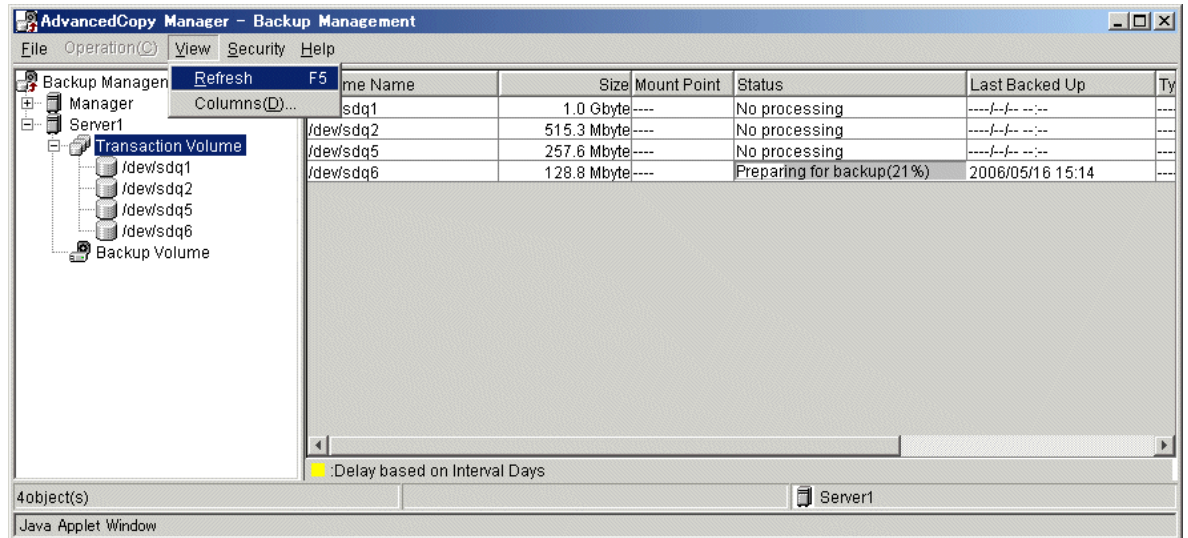 AdvancedCopy Manager – Backup Management
File Operation(C) View Security Help
Refresh F5
Columns(D)...
Backup Managen
Manager
Server1
Transaction Volume
/dev/sdq1
/dev/sdq2
/dev/sdq5
/dev/sdq6
Backup Volume
me Name Size Mount Point Status Last Backed Up Ty
sdq1 1.0 Gbyte ---- No processing ----/--/-- --:-- ----
/dev/sdq2 515.3 Mbyte ---- No processing ----/--/-- --:-- ----
/dev/sdq5 257.6 Mbyte ---- No processing ----/--/-- --:-- ----
/dev/sdq6 128.8 Mbyte ---- Preparing for backup(21%) 2006/05/16 15:14 ----
:Delay based on Interval Days
4object(s) Server1
Java Applet Window